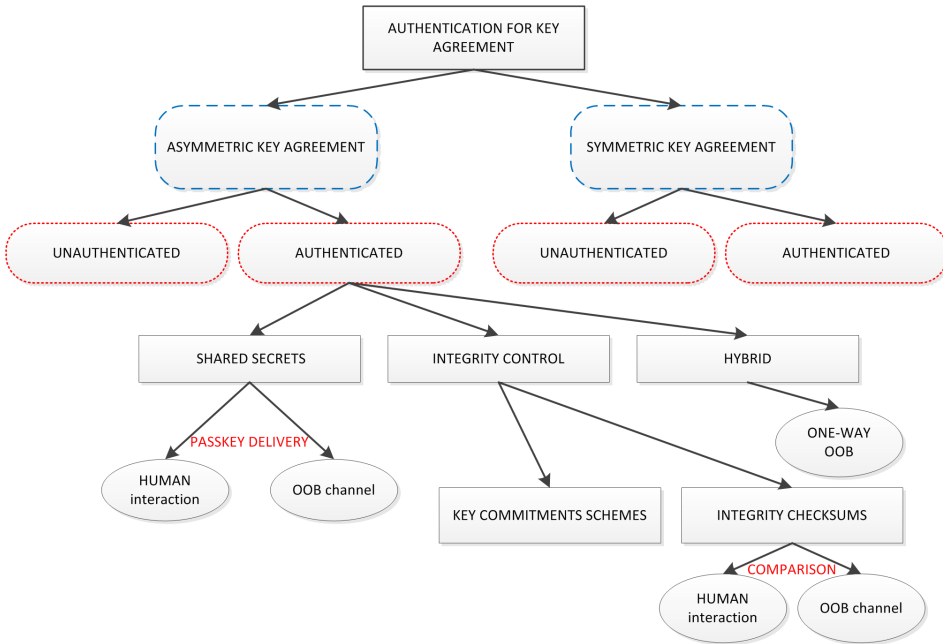 AUTHENTICATION FOR KEY
AGREEMENT
ASYMMETRIC KEY AGREEMENT
SYMMETRIC KEY AGREEMENT
UNAUTHENTICATED
AUTHENTICATED
UNAUTHENTICATED
AUTHENTICATED
SHARED SECRETS
INTEGRITY CONTROL
HYBRID
PASSKEY DELIVERY
ONE-WAY
OOB
HUMAN
interaction
OOB channel
KEY COMMITMENTS SCHEMES
INTEGRITY CHECKSUMS
COMPARISON
HUMAN
interaction
OOB channel